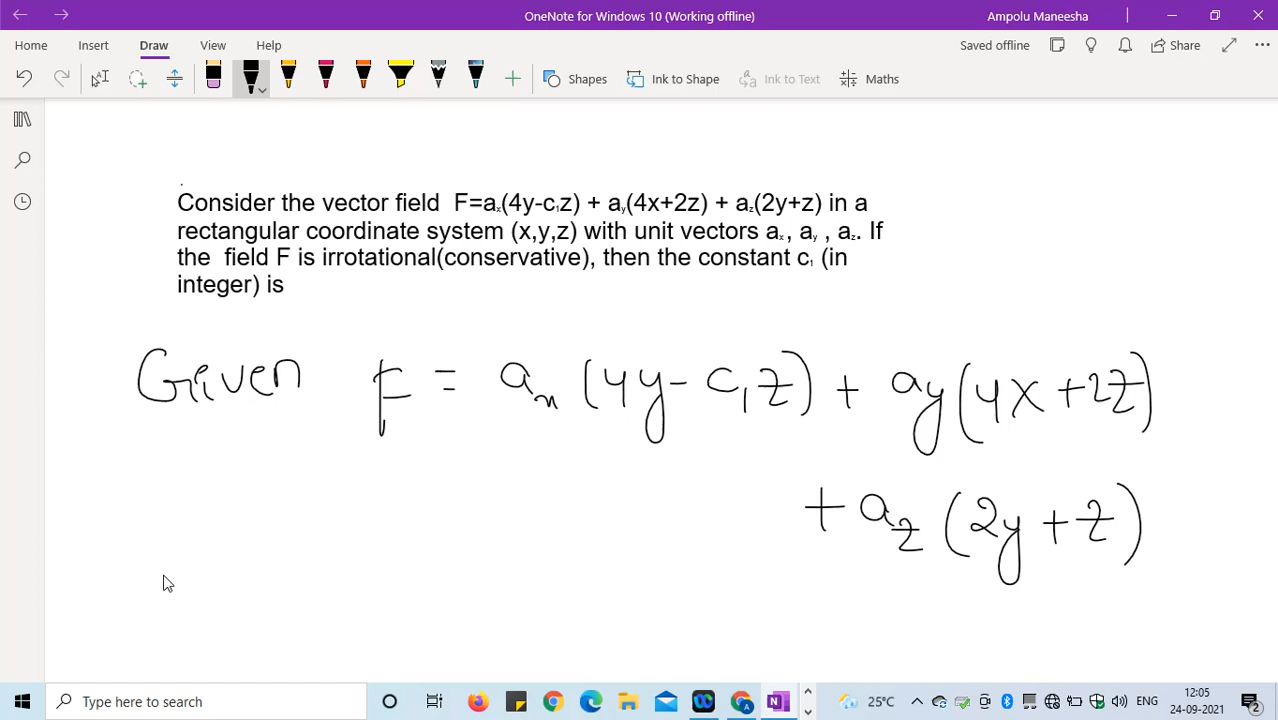 OneNote for Windows 10 (Working offline)
Ampolu Maneesha
Home Insert Draw View Help
Saved offline
Share
Shapes
Ink to Shape
Ink to Text
Maths
Consider the vector field F=aₓ(4y-c₁z) + aᵧ(4x+2z) + a_z(2y+z) in a
rectangular coordinate system (x,y,z) with unit vectors aₓ, aᵧ , a_z. If
the field F is irrotational(conservative), then the constant c₁ (in
integer) is
Given F = aₓ (4y- c₁z) + aᵧ(4x +2z)
+ a_z (2y +z)
Type here to search
25°C
ENG
12:05
24-09-2021
2